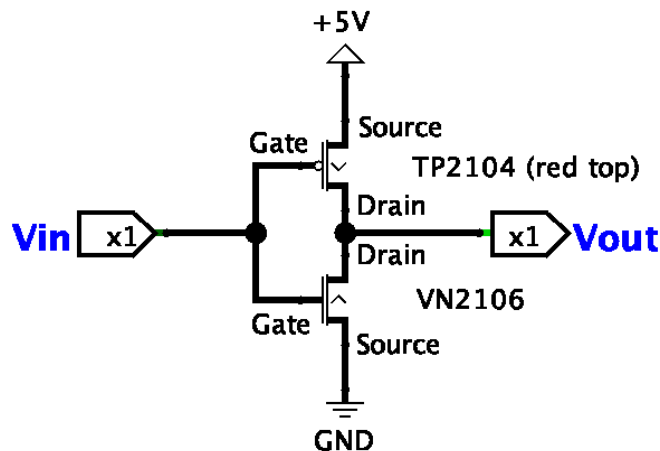 +5V
Source
Gate
TP2104 (red top)
Drain
Vin
x1
x1
Vout
Drain
VN2106
Gate
Source
GND